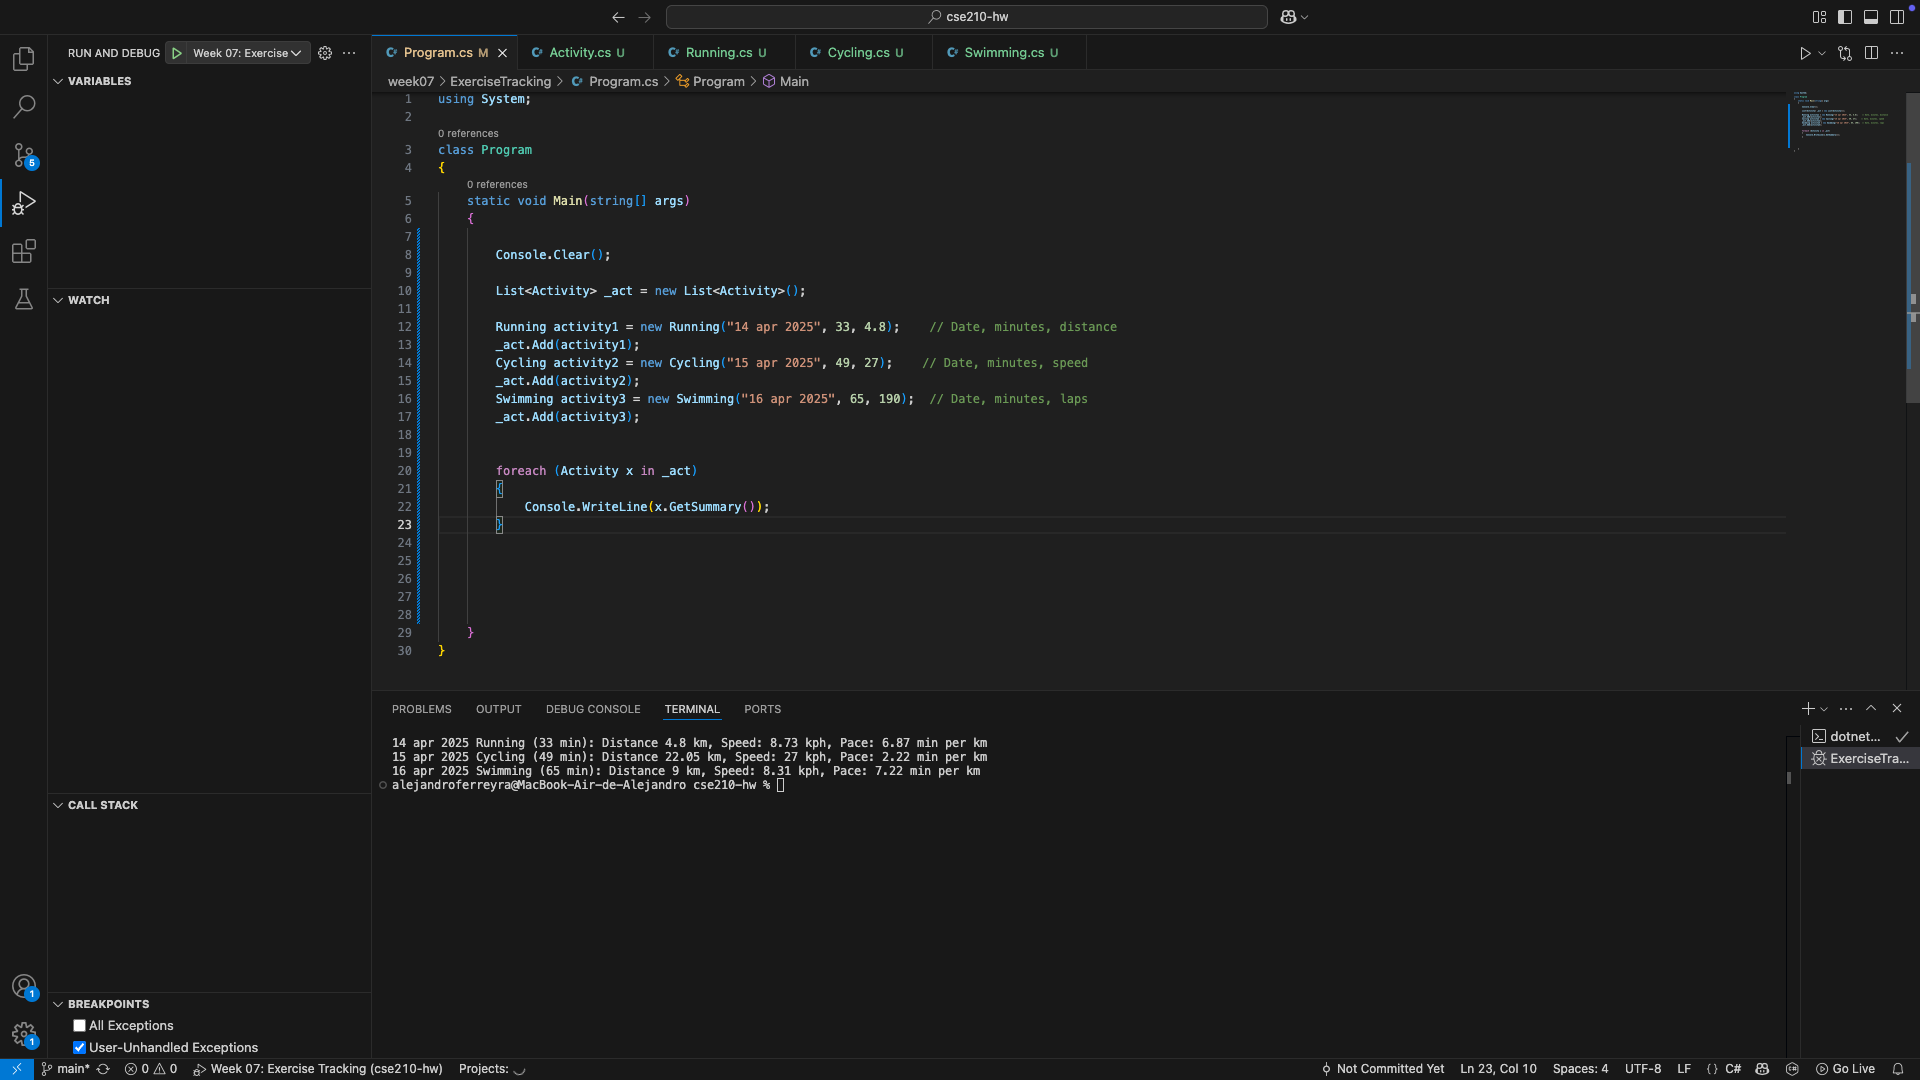 cse210-hw
RUN AND DEBUG
Week 07: Exercise
VARIABLES
WATCH
CALL STACK
BREAKPOINTS
All Exceptions
User-Unhandled Exceptions
5
1
1
Program.cs M
Activity.cs U
Running.cs U
Cycling.cs U
Swimming.cs U
week07 > ExerciseTracking > Program.cs > Program > Main
1 using System;
2
0 references
3 class Program
4 {
0 references
5 static void Main(string[] args)
6 {
7
8 Console.Clear();
9
10 List<Activity> _act = new List<Activity>();
11
12 Running activity1 = new Running("14 apr 2025", 33, 4.8); // Date, minutes, distance
13 _act.Add(activity1);
14 Cycling activity2 = new Cycling("15 apr 2025", 49, 27); // Date, minutes, speed
15 _act.Add(activity2);
16 Swimming activity3 = new Swimming("16 apr 2025", 65, 190); // Date, minutes, laps
17 _act.Add(activity3);
18
19
20 foreach (Activity x in _act)
21 {
22 Console.WriteLine(x.GetSummary());
23 }
24
25
26
27
28
29 }
30 }
PROBLEMS OUTPUT DEBUG CONSOLE TERMINAL PORTS
14 apr 2025 Running (33 min): Distance 4.8 km, Speed: 8.73 kph, Pace: 6.87 min per km
15 apr 2025 Cycling (49 min): Distance 22.05 km, Speed: 27 kph, Pace: 2.22 min per km
16 apr 2025 Swimming (65 min): Distance 9 km, Speed: 8.31 kph, Pace: 7.22 min per km
alejandroferreyra@MacBook-Air-de-Alejandro cse210-hw %
dotnet...
ExerciseTra...
main* 0 0 Week 07: Exercise Tracking (cse210-hw) Projects: Not Committed Yet Ln 23, Col 10 Spaces: 4 UTF-8 LF {} C# Go Live